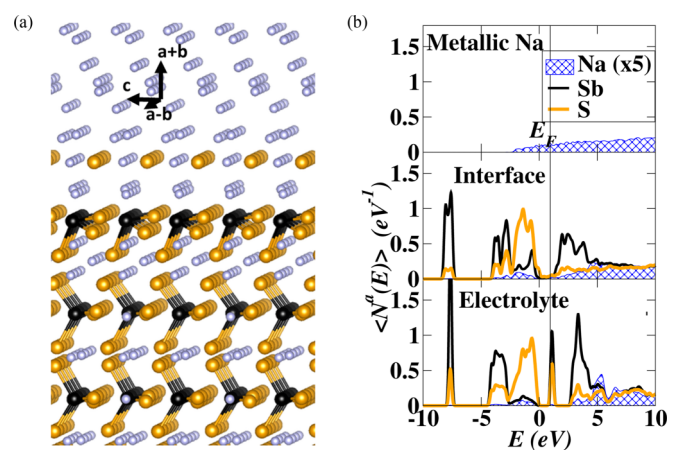 (a)
a+b
c
a-b
(b)
Metallic Na
Na (x5)
Sb
S
E_F
1.5
1
0.5
0
Interface
1.5
1
0.5
0
Electrolyte
1.5
1
0.5
0
<N^a(E)> (eV^-1)
-10 -5 0 5 10
E (eV)